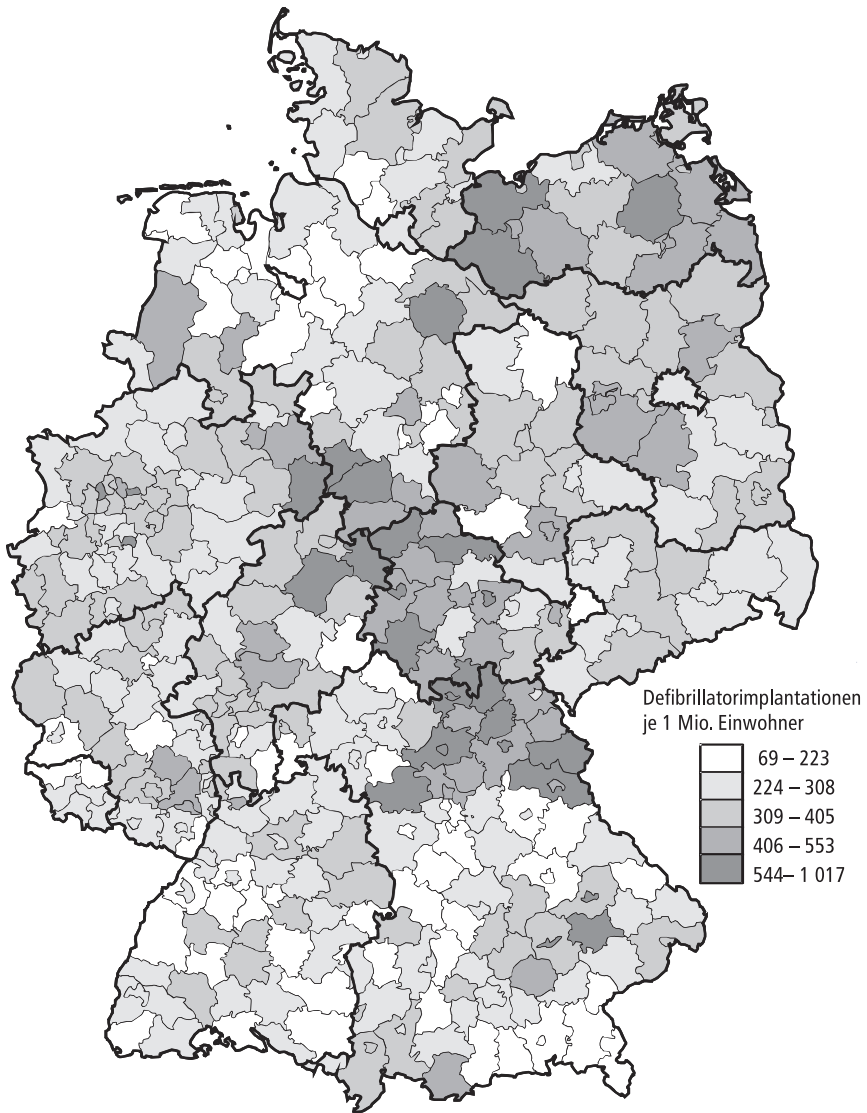 Defibrillatorimplantationen
je 1 Mio. Einwohner
69 – 223
224 – 308
309 – 405
406 – 553
544– 1 017